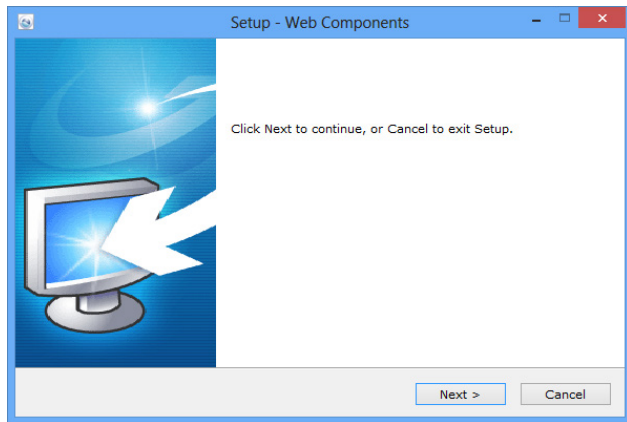 Setup - Web Components
Click Next to continue, or Cancel to exit Setup.
Next >
Cancel